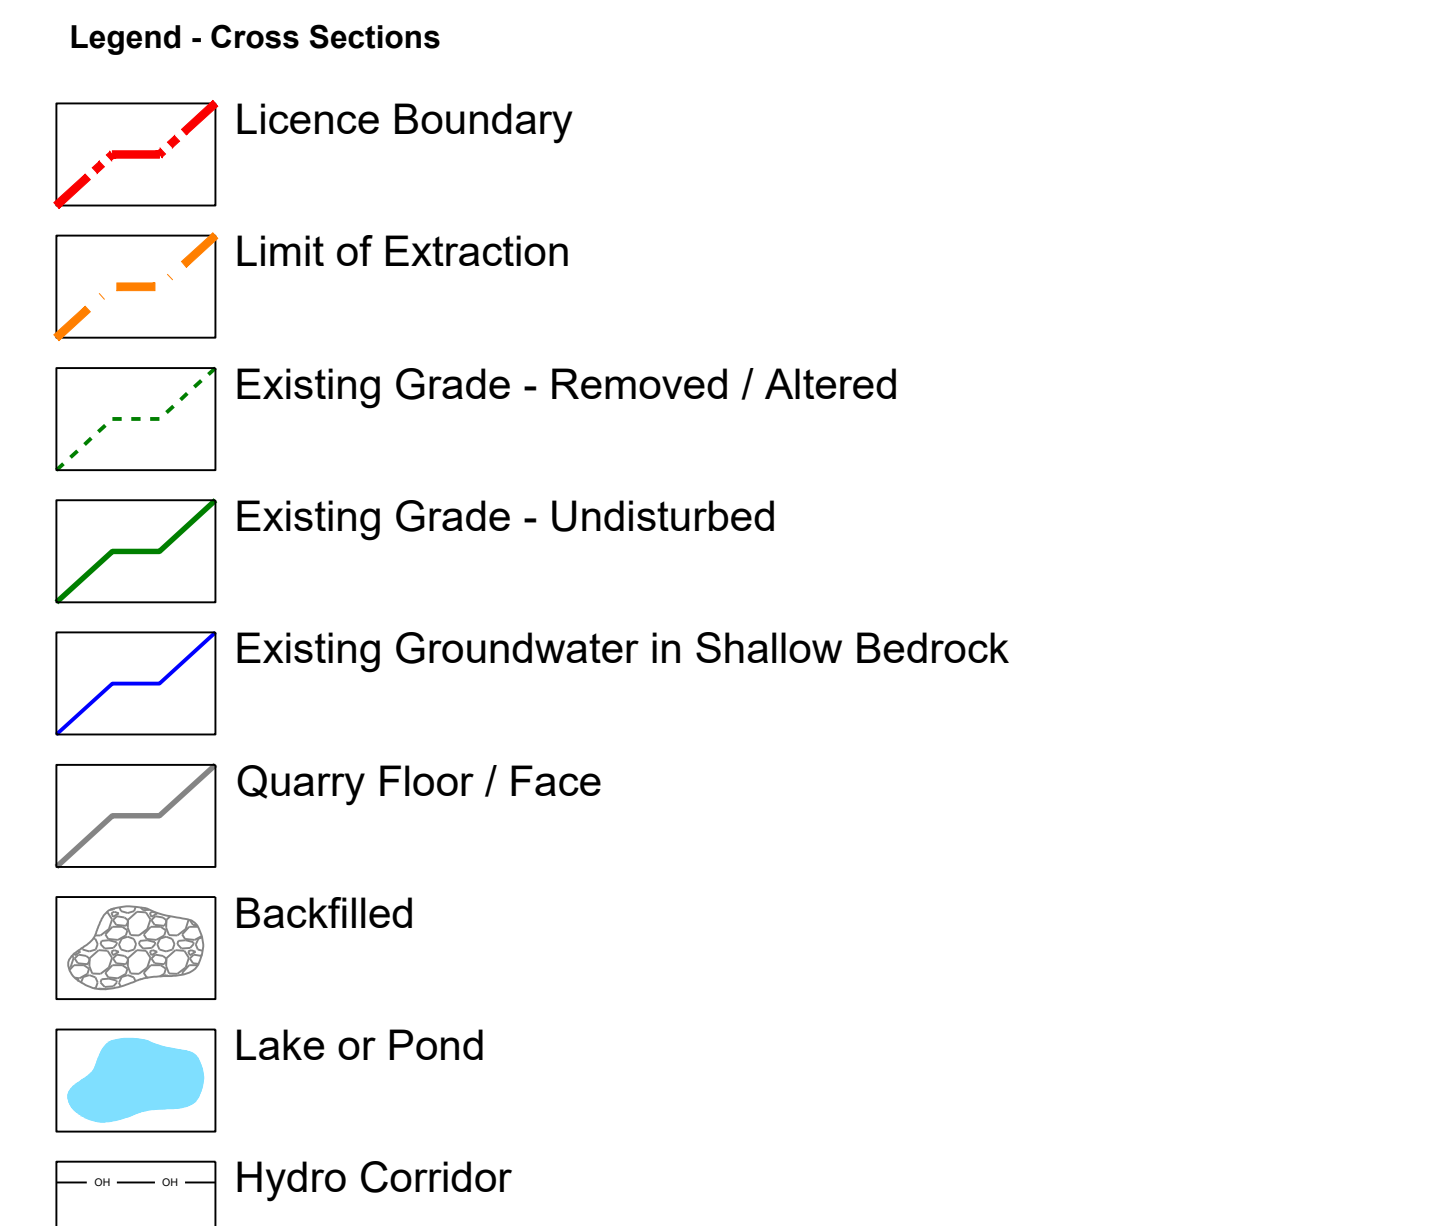 Legend - Cross Sections
Licence Boundary
Limit of Extraction
Existing Grade - Removed / Altered
Existing Grade - Undisturbed
Existing Groundwater in Shallow Bedrock
Quarry Floor / Face
Backfilled
Lake or Pond
Hydro Corridor
OH OH